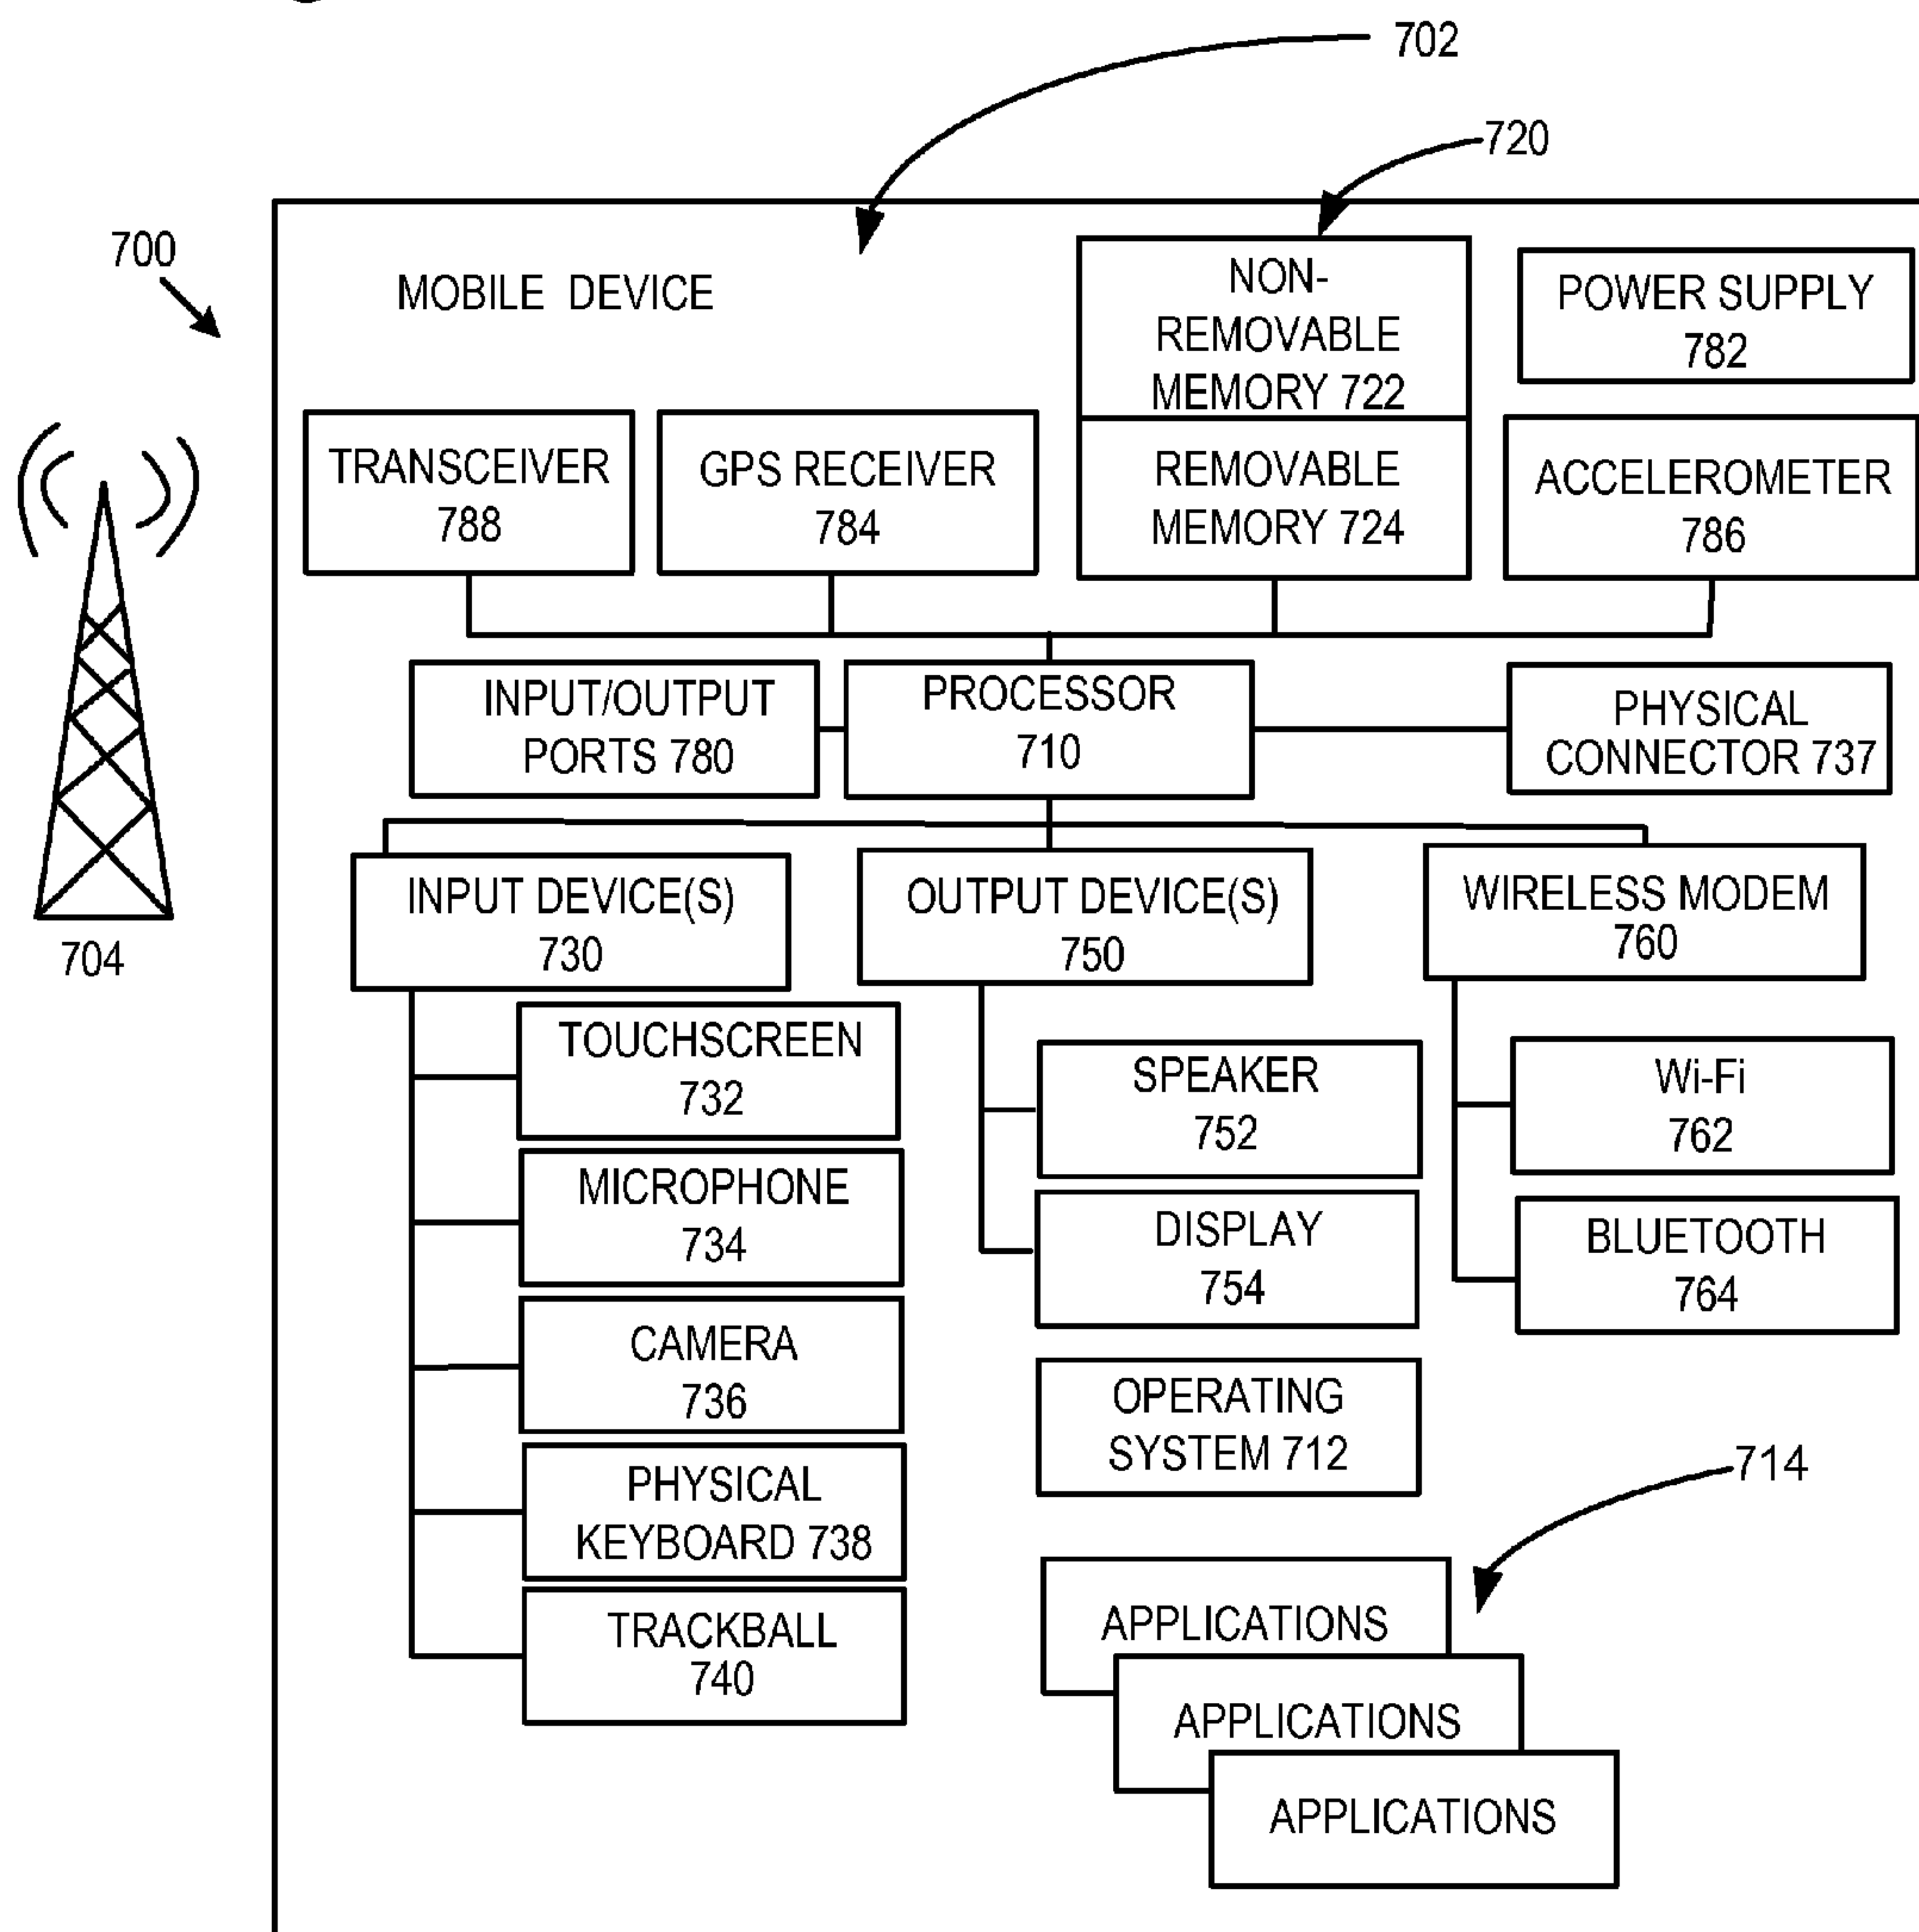 702
720
700
MOBILE DEVICE
NON-
REMOVABLE
MEMORY 722
POWER SUPPLY
782
TRANSCEIVER
788
GPS RECEIVER
784
REMOVABLE
MEMORY 724
ACCELEROMETER
786
INPUT/OUTPUT
PORTS 780
PROCESSOR
710
PHYSICAL
CONNECTOR 737
704
INPUT DEVICE(S)
730
OUTPUT DEVICE(S)
750
WIRELESS MODEM
760
TOUCHSCREEN
732
MICROPHONE
734
CAMERA
736
PHYSICAL
KEYBOARD 738
TRACKBALL
740
SPEAKER
752
DISPLAY
754
Wi-Fi
762
BLUETOOTH
764
OPERATING
SYSTEM 712
714
APPLICATIONS
APPLICATIONS
APPLICATIONS